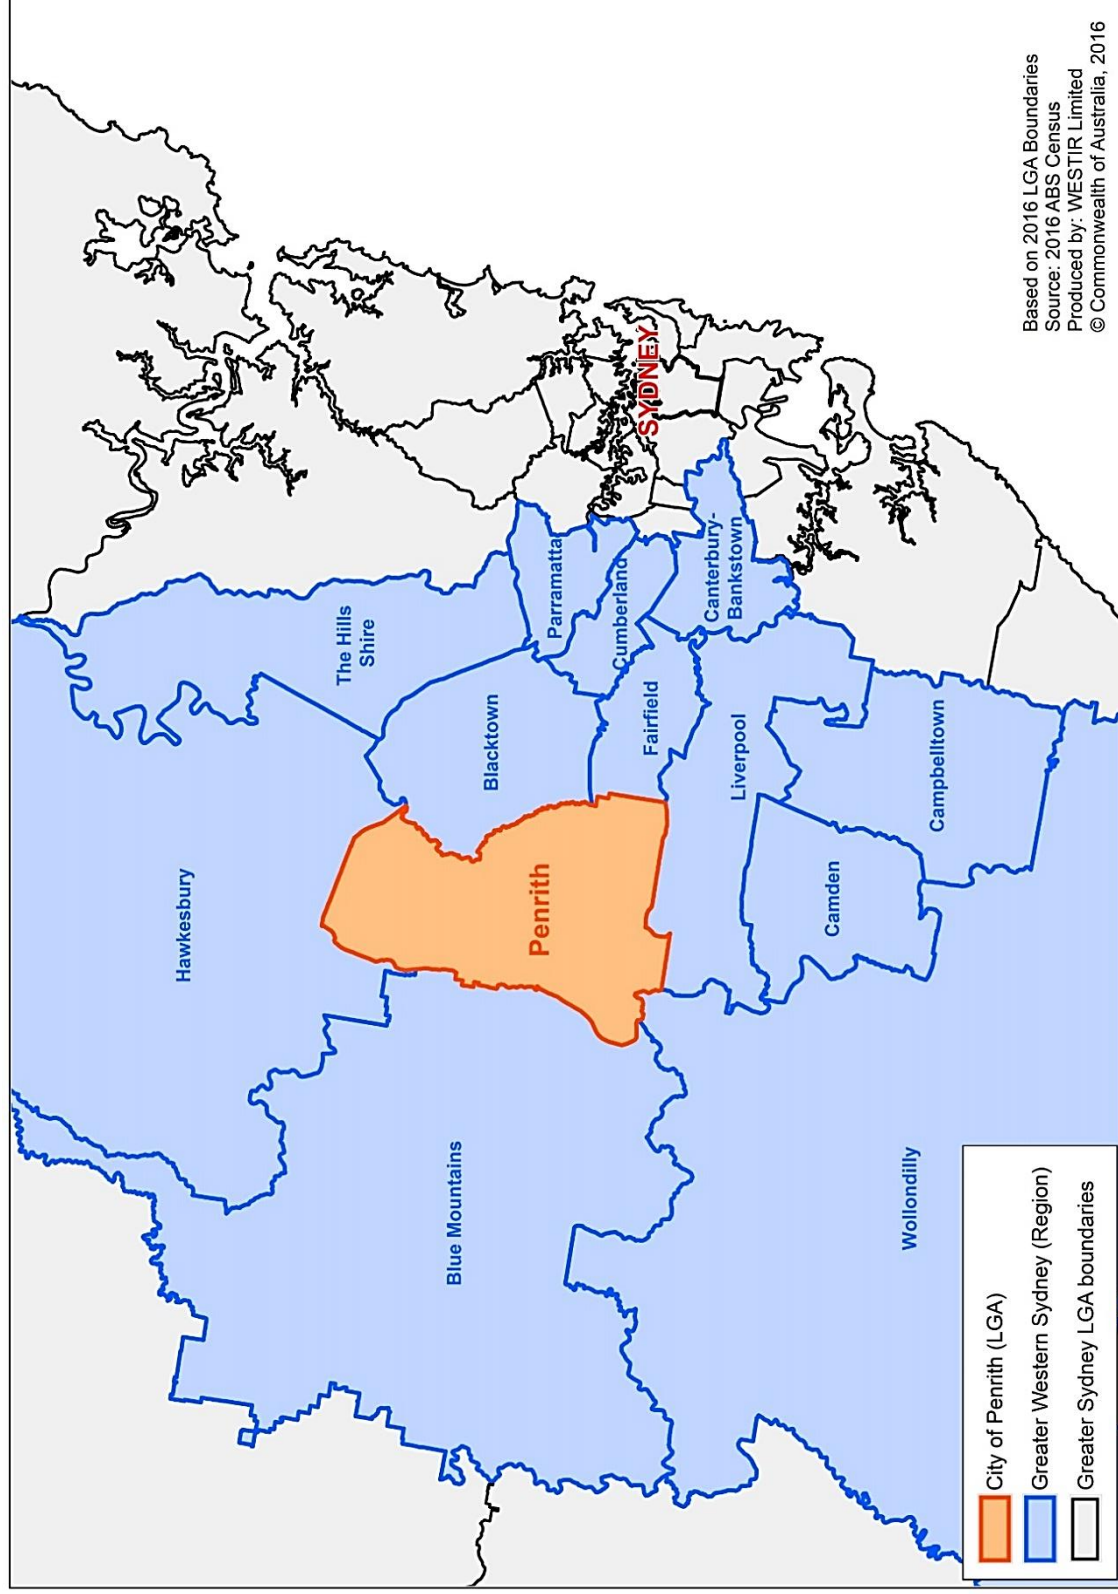 Hawkesbury
The Hills
Shire
Blue Mountains
Penrith
Blacktown
Parramatta
Cumberland
SYDNEY
Fairfield
Canterbury-
Bankstown
Liverpool
Camden
Wollondilly
Campbelltown
City of Penrith (LGA)
Greater Western Sydney (Region)
Greater Sydney LGA boundaries
Based on 2016 LGA Boundaries
Source: 2016 ABS Census
Produced by: WESTIR Limited
© Commonwealth of Australia, 2016